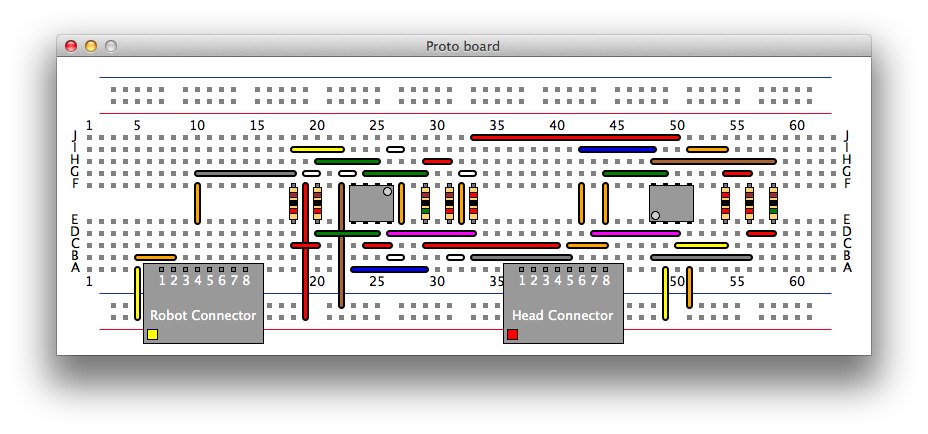 Proto board
1 5 10 15 20 25 30 35 40 45 50 55 60
J J
I I
H H
G G
F F
E E
D D
C C
B B
A A
1 20 25 30 50 55 60
1 2 3 4 5 6 7 8 1 2 3 4 5 6 7 8
Robot Connector Head Connector